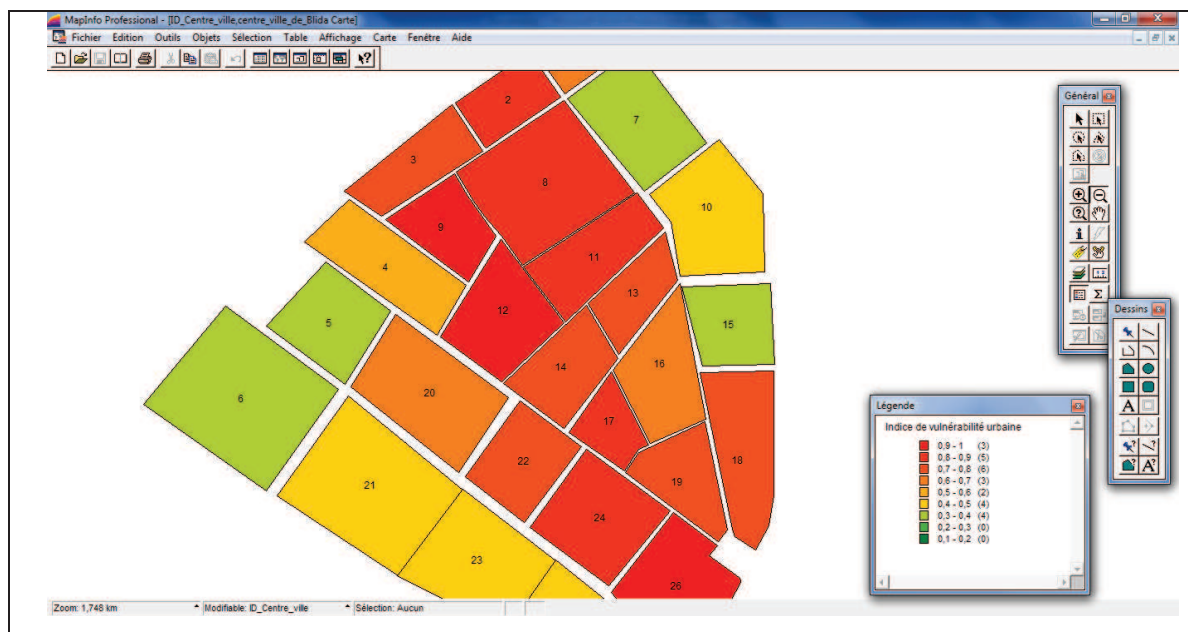 MapInfo Professional - [ID_Centre_ville,centre_ville_de_Blida Carte]
Fichier Edition Outils Objets Sélection Table Affichage Carte Fenêtre Aide
Général
Dessins
2
7
3
8
10
9
4
11
13
12
5
15
14
16
20
6
17
18
22
19
21
24
23
26
Légende
Indice de vulnérabilité urbaine
0,9 - 1 (3)
0,8 - 0,9 (5)
0,7 - 0,8 (6)
0,6 - 0,7 (3)
0,5 - 0,6 (2)
0,4 - 0,5 (4)
0,3 - 0,4 (4)
0,2 - 0,3 (0)
0,1 - 0,2 (0)
Zoom: 1,748 km Modifiable: ID_Centre_ville Sélection: Aucun